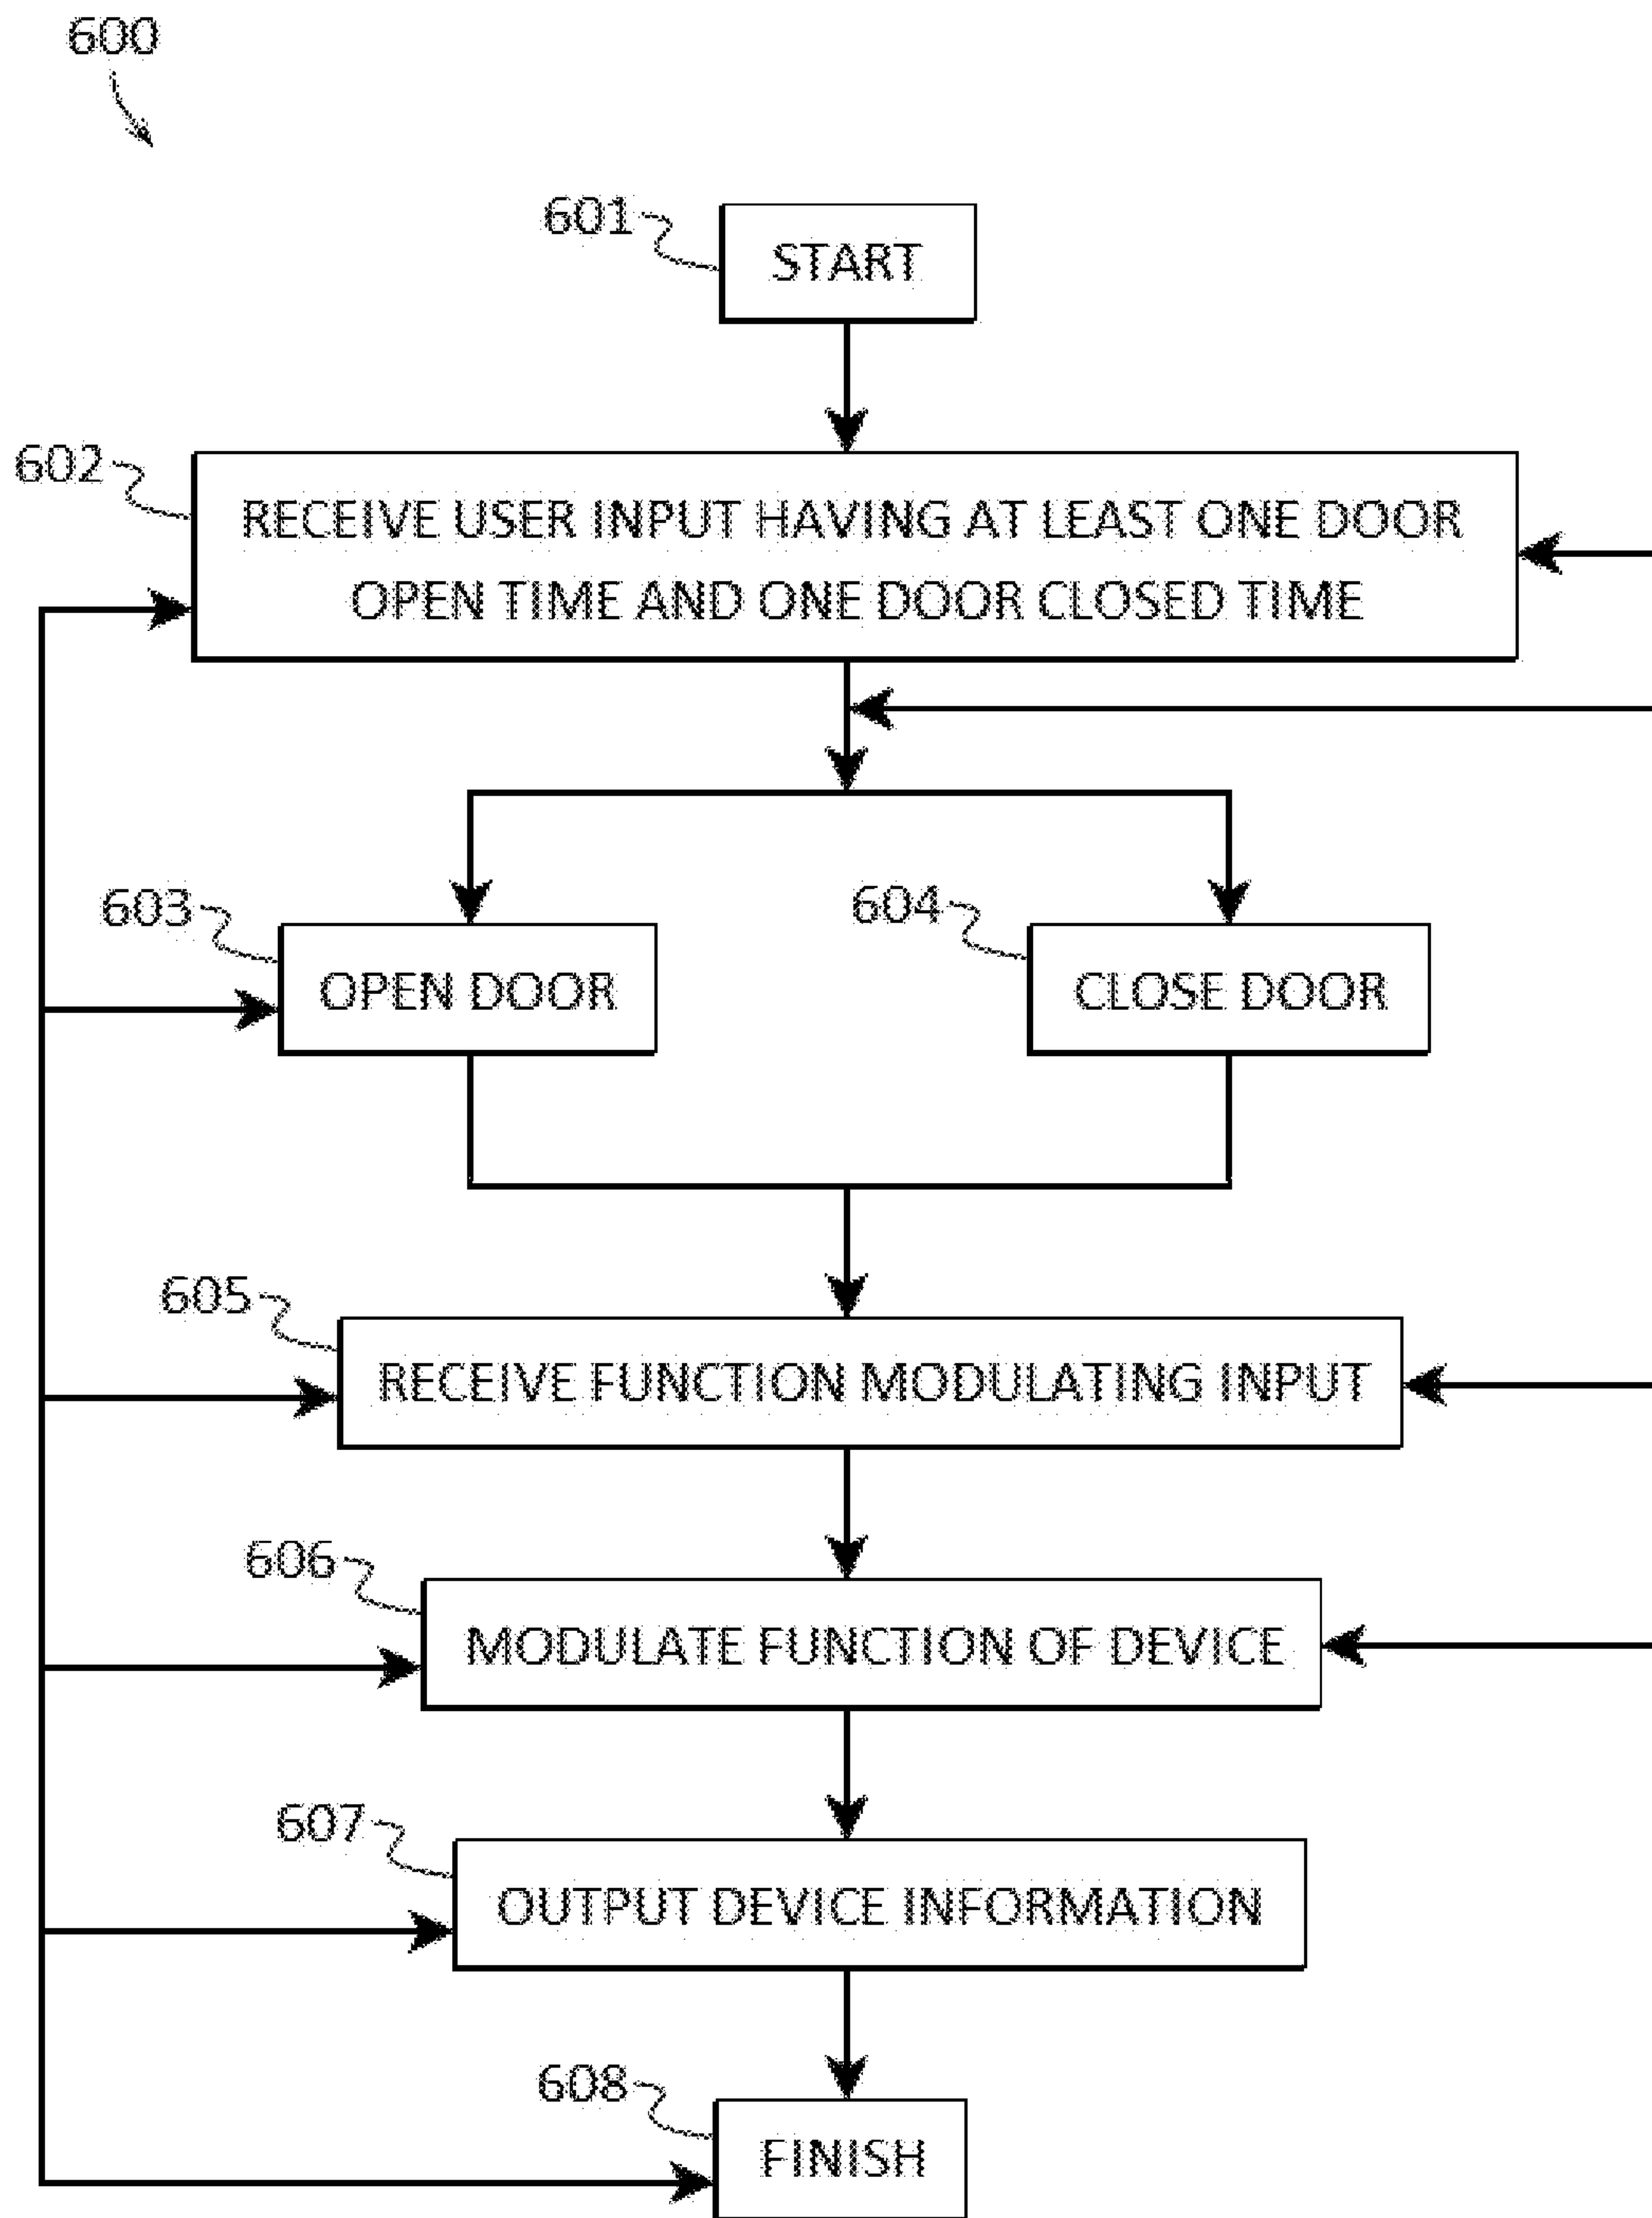 600
601
START
602
RECEIVE USER INPUT HAVING AT LEAST ONE DOOR
OPEN TIME AND ONE DOOR CLOSED TIME
603
OPEN DOOR
604
CLOSE DOOR
605
RECEIVE FUNCTION MODULATING INPUT
606
MODULATE FUNCTION OF DEVICE
607
OUTPUT DEVICE INFORMATION
608
FINISH